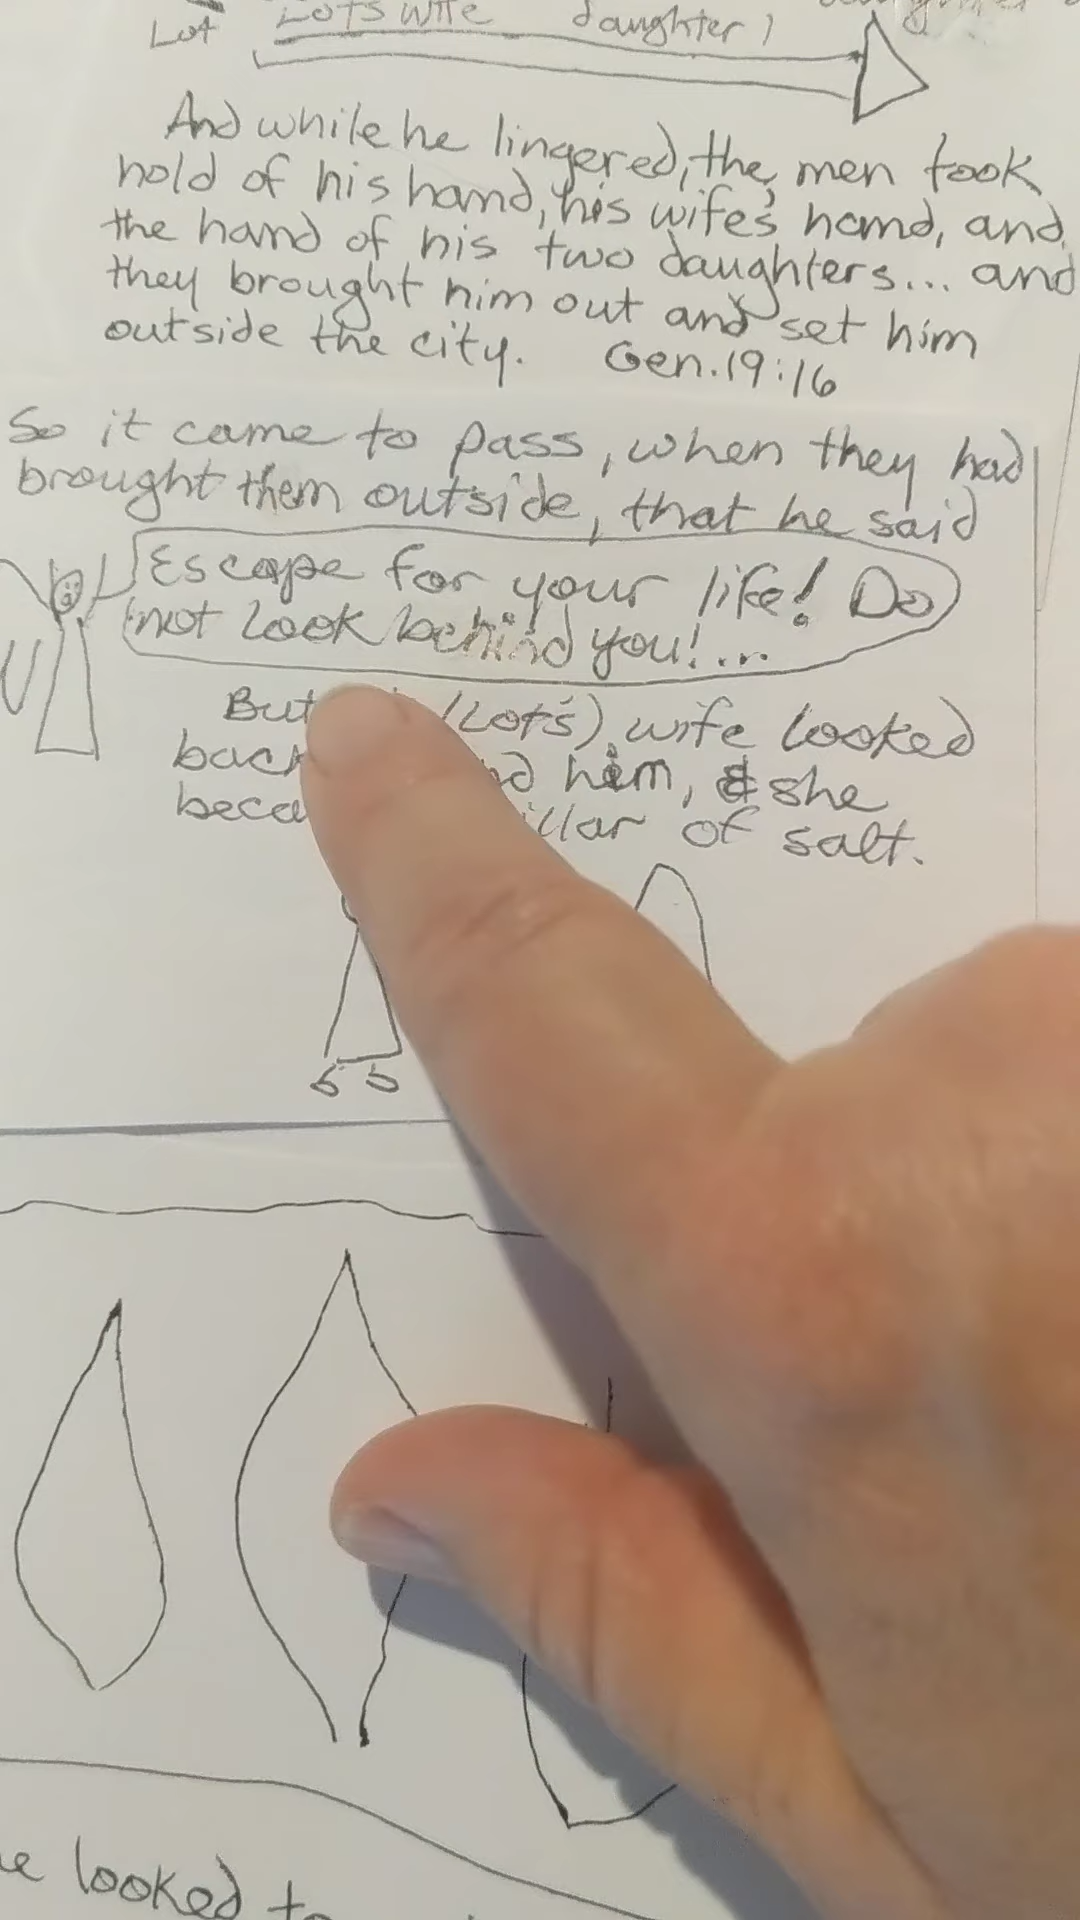 Lot Lot's wife daughter 1
And while he lingered, the men took
hold of his hand, his wife's hand, and
the hand of his two daughters... and
they brought him out and set him
outside the city. Gen. 19:16
So it came to pass, when they had
brought them outside, that he said
Escape for your life! Do
not look behind you!...
But (Lot's) wife looked
him, & she
of salt.
looked